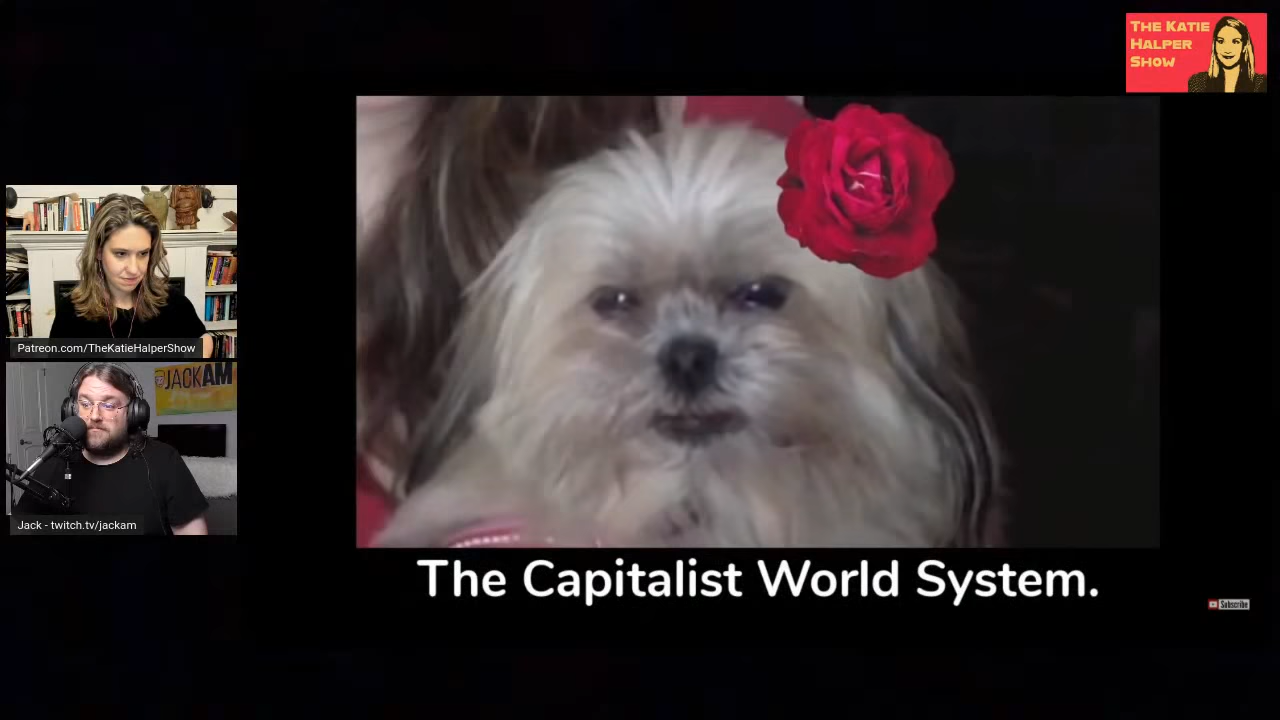 THE KATIE
HALPER
SHOW
Patreon.com/TheKatieHalperShow
JACKAM
Jack - twitch.tv/jackam
The Capitalist World System.
Subscribe